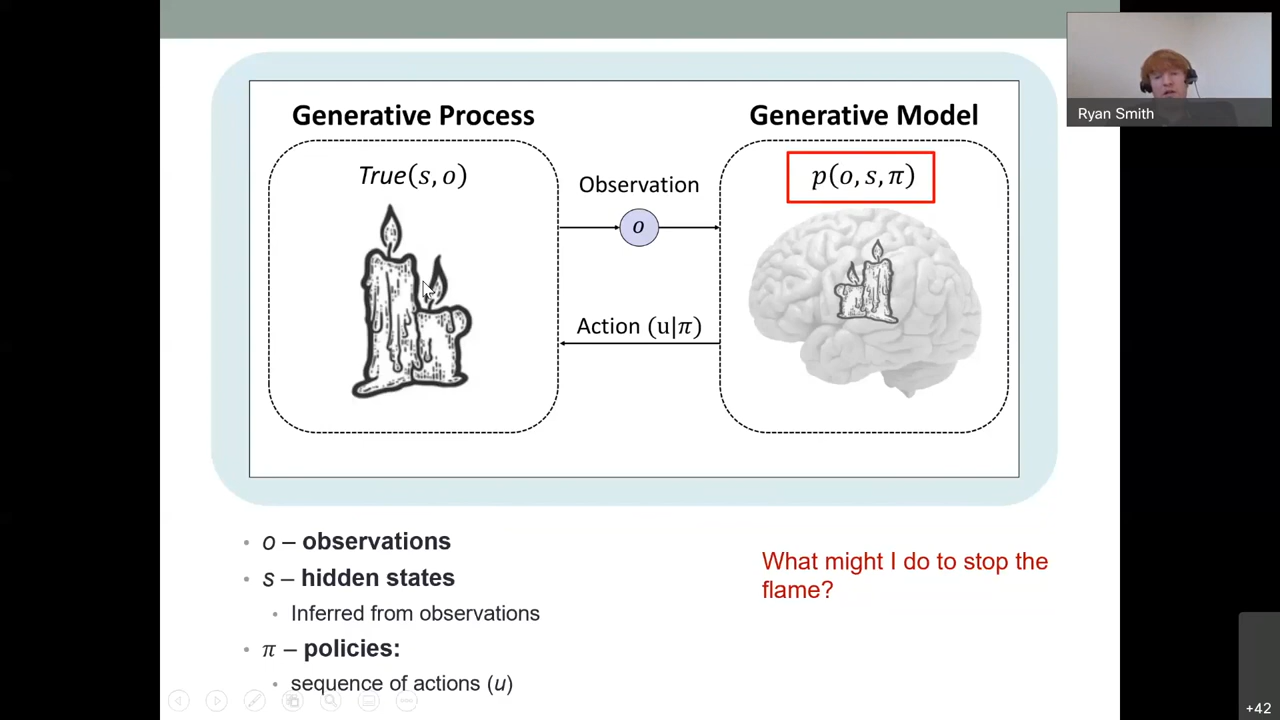 Generative Process
Generative Model
True(s, o)
p(o, s, π)
Observation
o
Action (u|π)
Ryan Smith
• o – observations
• s – hidden states
• Inferred from observations
• π – policies:
• sequence of actions (u)
What might I do to stop the
flame?
+42